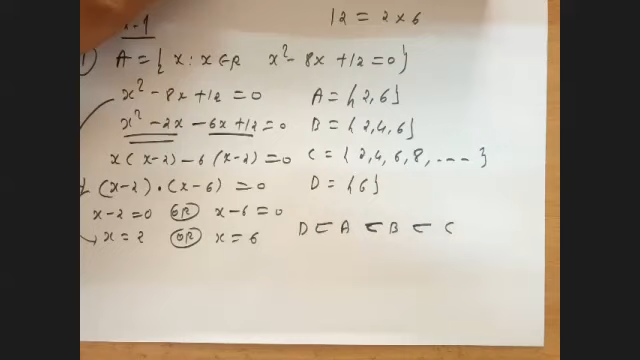 12 = 2 × 6
x-1
1) A = { x : x ∈ R x² - 8x + 12 = 0 }
x² - 8x + 12 = 0
A = { 2, 6 }
x² - 2x - 6x + 12 = 0
B = { 2, 4, 6 }
x(x-2) - 6(x-2) = 0
C = { 2, 4, 6, 8, ---- }
(x-2) · (x-6) = 0
D = { 6 }
x-2 = 0 OR x-6 = 0
x = 2 OR x = 6
D ⊂ A ⊂ B ⊂ C